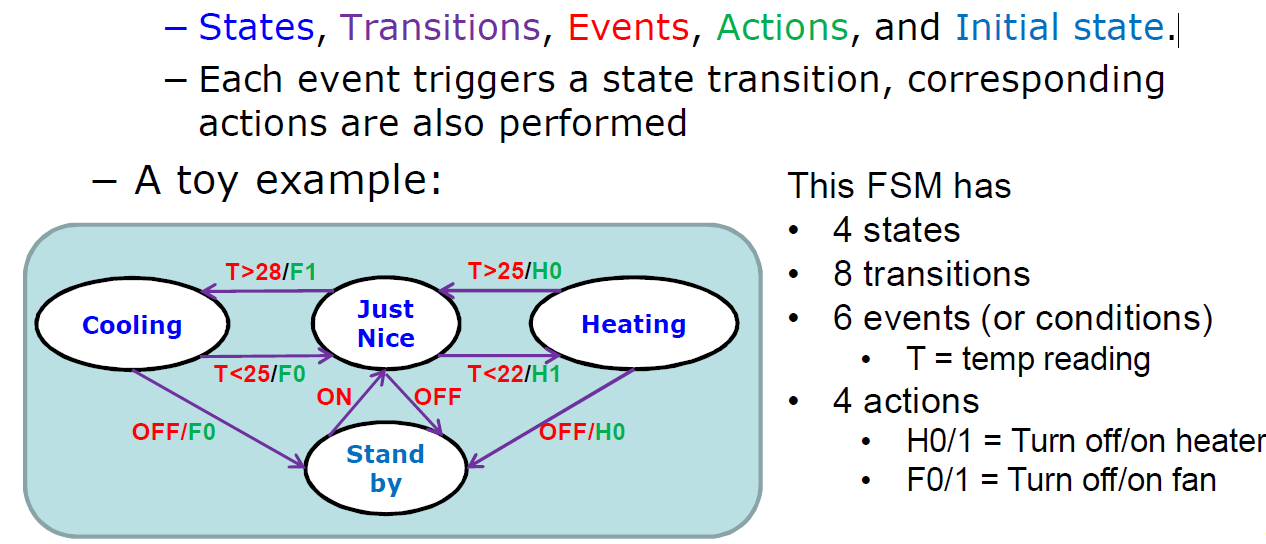 – States, Transitions, Events, Actions, and Initial state.
– Each event triggers a state transition, corresponding
actions are also performed
– A toy example:
T>28/F1
T>25/H0
Cooling
Just
Nice
Heating
T<25/F0
T<22/H1
ON
OFF
OFF/F0
OFF/H0
Stand
by
This FSM has
• 4 states
• 8 transitions
• 6 events (or conditions)
• T = temp reading
• 4 actions
• H0/1 = Turn off/on heater
• F0/1 = Turn off/on fan